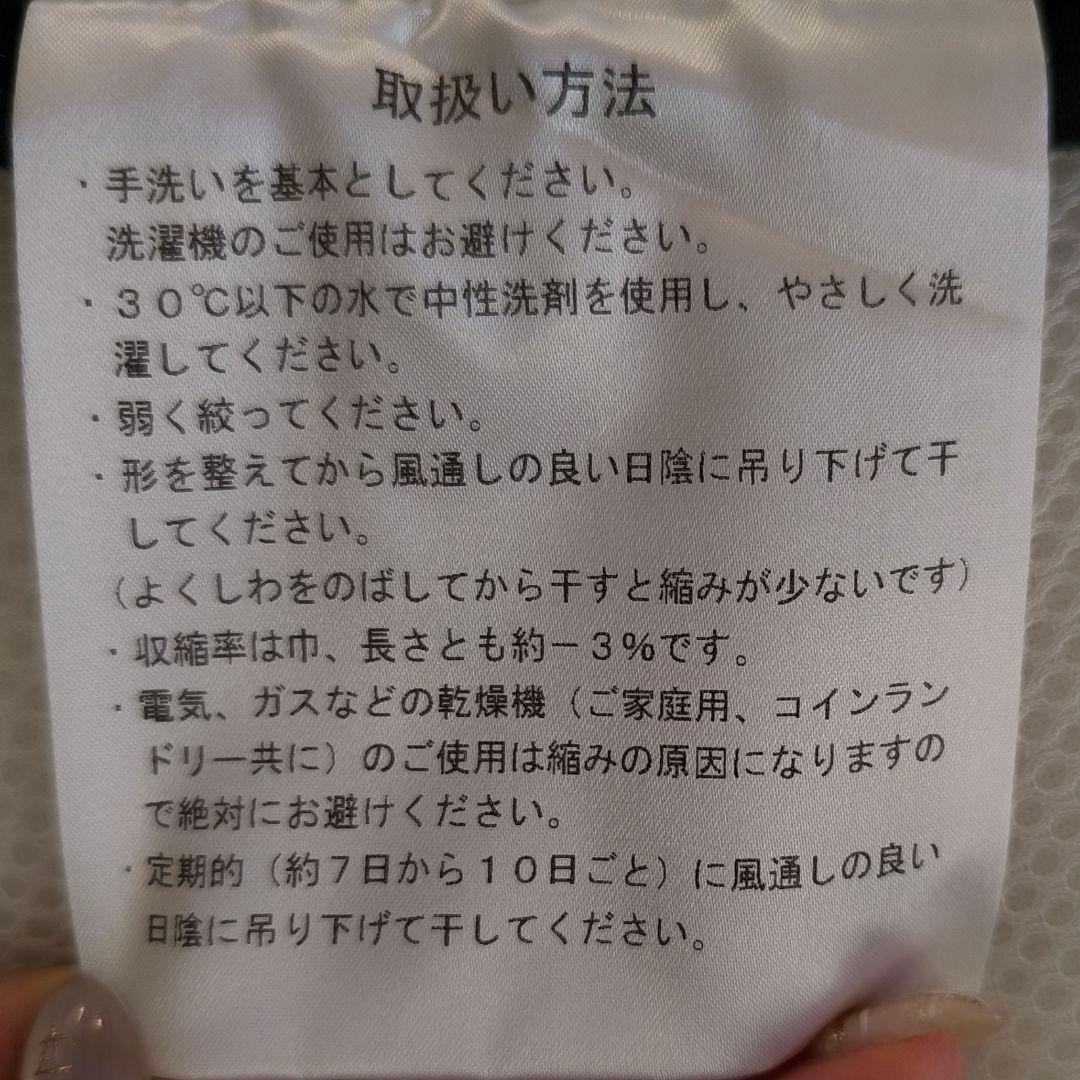 取扱い方法
・手洗いを基本としてください。
洗濯機のご使用はお避けください。
・３０℃以下の水で中性洗剤を使用し、やさしく洗
濯してください。
・弱く絞ってください。
・形を整えてから風通しの良い日陰に吊り下げて干
してください。
（よくしわをのばしてから干すと縮みが少ないです）
・収縮率は巾、長さとも約－３％です。
・電気、ガスなどの乾燥機（ご家庭用、コインラン
ドリー共に）のご使用は縮みの原因になりますの
で絶対にお避けください。
・定期的（約７日から１０日ごと）に風通しの良い
日陰に吊り下げて干してください。